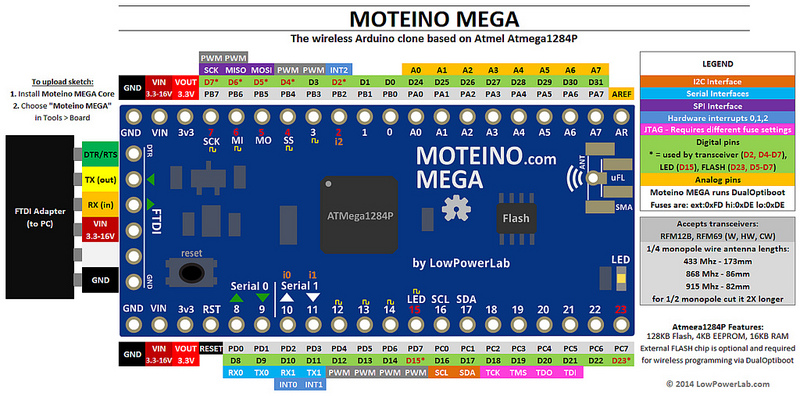 MOTEINO MEGA
The wireless Arduino clone based on Atmel Atmega1284P
To upload sketch:
1. Install Moteino MEGA Core
2. Choose "Moteino MEGA"
in Tools > Board
PWM PWM
SCK MISO MOSI PWM PWM INT2 A0 A1 A2 A3 A4 A5 A6 A7
GND VIN 3.3-16V VOUT 3.3V D7* D6* D5* D4* D3 D2* D1 D0 D24 D25 D26 D27 D28 D29 D30 D31
PB7 PB6 PB5 PB4 PB3 PB2 PB1 PB0 PA0 PA1 PA2 PA3 PA4 PA5 PA6 PA7 AREF
GND VIN 3v3 7 6 5 4 3 2 1 0 A0 A1 A2 A3 A4 A5 A6 A7 AR
SCK MI MO SS i2
FTDI Adapter
(to PC)
DTR/RTS
TX (out)
RX (in)
VIN
3.3-16V
GND
DTR
FTDI
GND
reset
ATMega1284P
MOTEINO.com
MEGA
Flash
ANT
uFL
SMA
by LowPowerLab
LED
i0 i1
Serial 0 Serial 1
LED SCL SDA
GND VIN 3v3 RST 8 9 10 11 12 13 14 15 16 17 18 19 20 21 22 23
GND VIN 3.3-16V VOUT 3.3V RESET PD0 PD1 PD2 PD3 PD4 PD5 PD6 PD7 PC0 PC1 PC2 PC3 PC4 PC5 PC6 PC7
D8 D9 D10 D11 D12 D13 D14 D15* D16 D17 D18 D19 D20 D21 D22 D23*
RX0 TX0 RX1 TX1 PWM PWM PWM PWM SCL SDA TCK TMS TDO TDI
INT0 INT1
LEGEND
I2C Interface
Serial Interfaces
SPI Interface
Hardware interrupts 0,1,2
JTAG - Requires different fuse settings
Digital pins
* = used by transceiver (D2, D4-D7),
LED (D15), FLASH (D23, D5-D7)
Analog pins
Moteino MEGA runs DualOptiboot
Fuses are: ext:0xFD hi:0xDE lo:0xDE
Accepts transceivers:
RFM12B, RFM69 (W, HW, CW)
1/4 monopole wire antenna lengths:
433 Mhz - 173mm
868 Mhz - 86mm
915 Mhz - 82mm
for 1/2 monopole cut it 2X longer
Atmeea1284P Features:
128KB Flash, 4KB EEPROM, 16KB RAM
External FLASH chip is optional and required
for wireless programming via DualOptiboot
© 2014 LowPowerLab.com